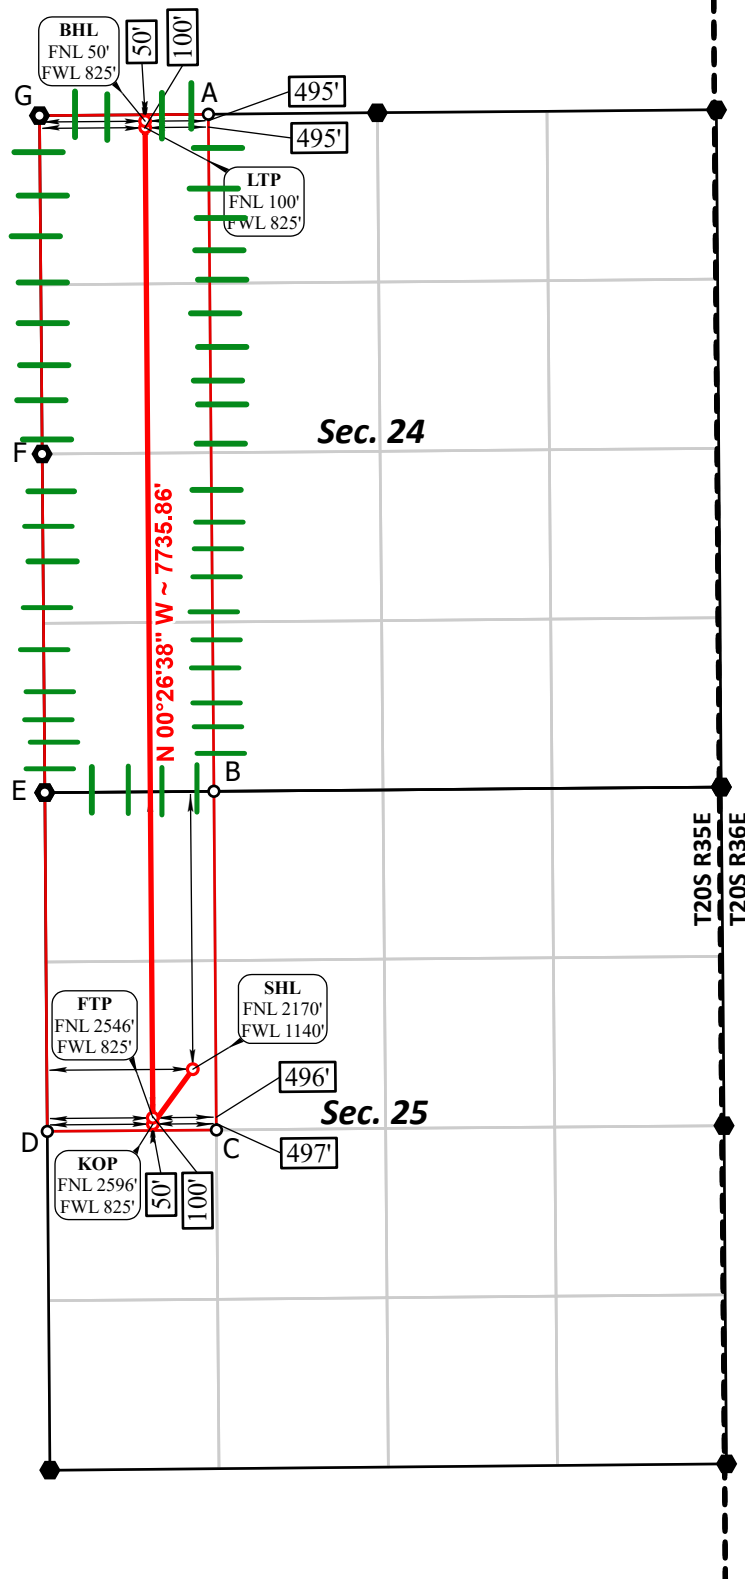 BHL
FNL 50'
FWL 825'
50'
100'
G
A
495'
495'
LTP
FNL 100'
FWL 825'
Sec. 24
F
N 00°26'38" W ~ 7735.86'
E
B
T20S R35E
T20S R36E
SHL
FNL 2170'
FWL 1140'
FTP
FNL 2546'
FWL 825'
496'
Sec. 25
D
C
497'
KOP
FNL 2596'
FWL 825'
50'
100'